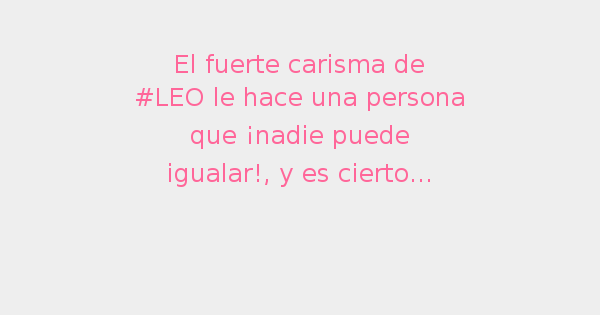 El fuerte carisma de
#LEO le hace una persona
que ¡nadie puede
igualar!, y es cierto...